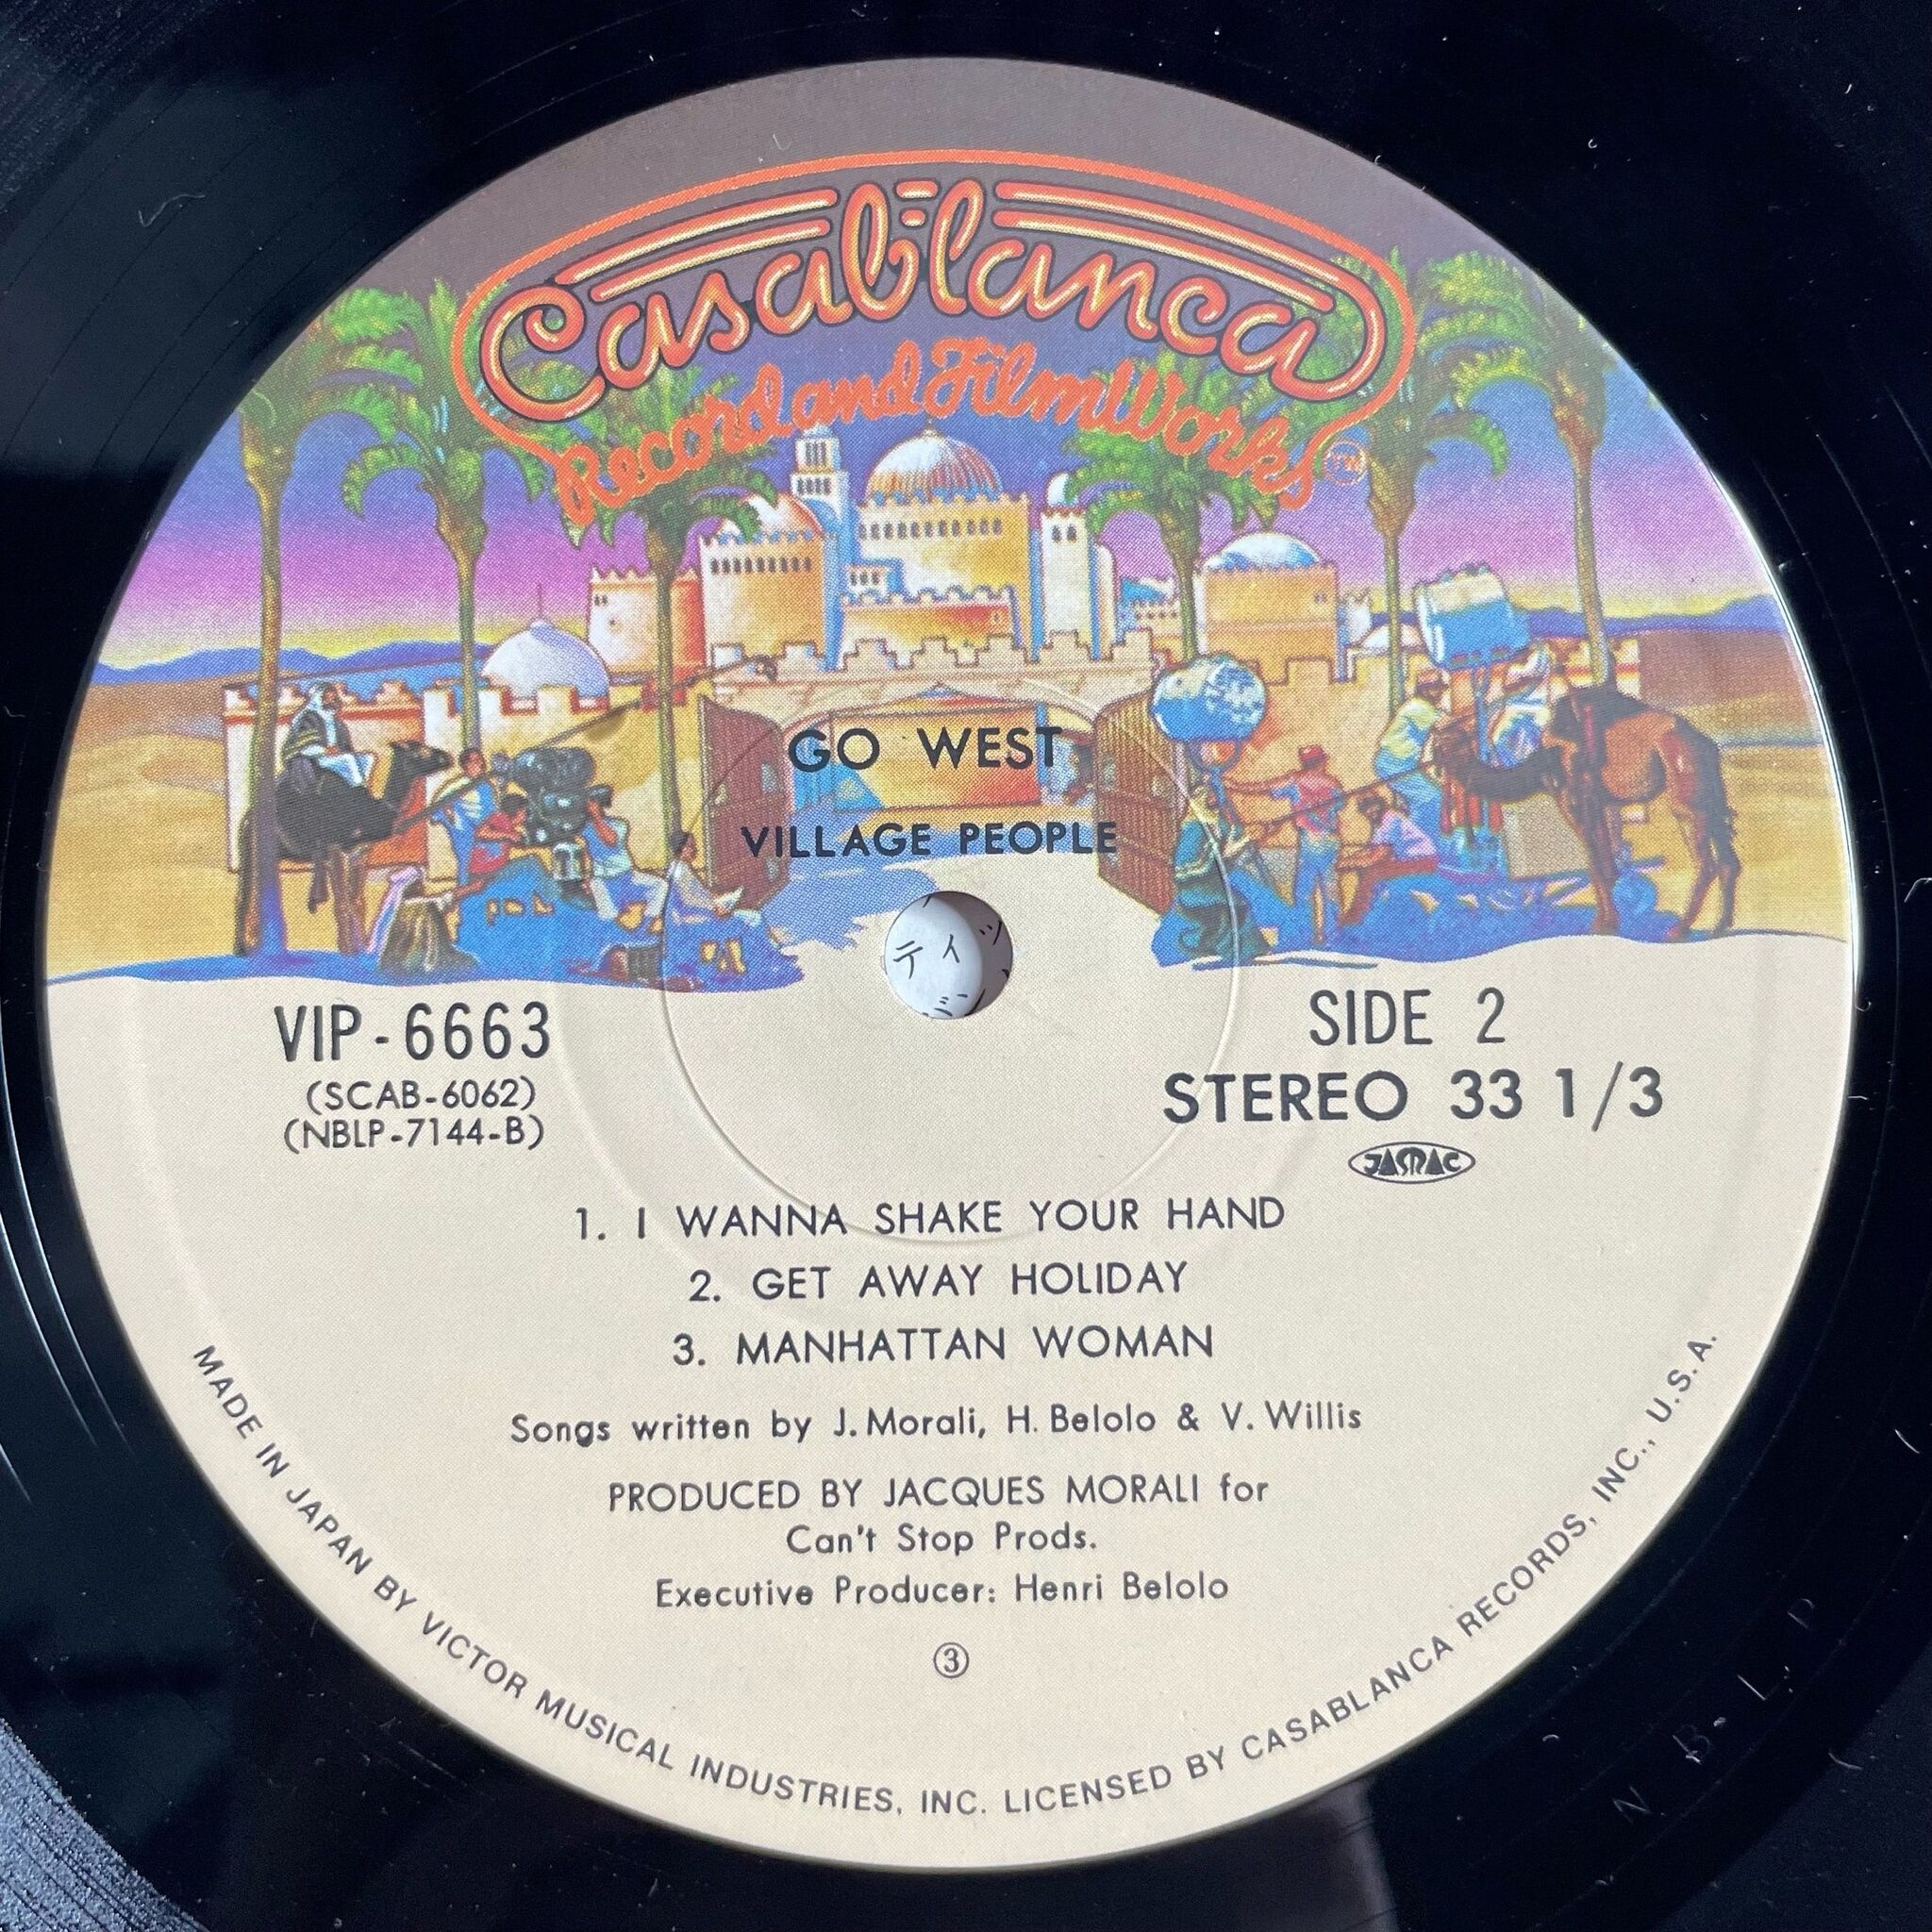 Casablanca
Record and FilmWorks
GO WEST
VILLAGE PEOPLE
ティッ
VIP-6663
(SCAB-6062)
(NBLP-7144-B)
SIDE 2
STEREO 33 1/3
JASRAC
1. I WANNA SHAKE YOUR HAND
2. GET AWAY HOLIDAY
3. MANHATTAN WOMAN
Songs written by J. Morali, H. Belolo & V. Willis
PRODUCED BY JACQUES MORALI for
Can't Stop Prods.
Executive Producer: Henri Belolo
③
MADE IN JAPAN BY VICTOR MUSICAL INDUSTRIES, INC. LICENSED BY CASABLANCA RECORDS, INC., U.S.A.
N B L P